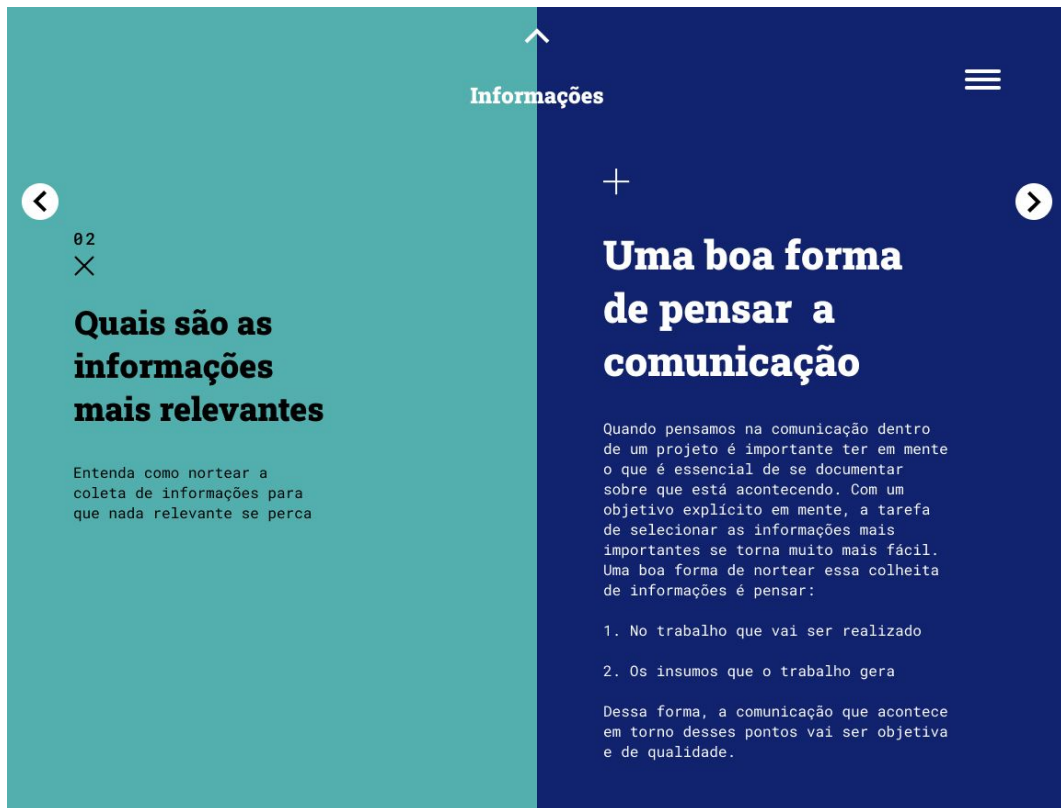 Informações
02
Quais são as
informações
mais relevantes
Entenda como nortear a
coleta de informações para
que nada relevante se perca
Uma boa forma
de pensar  a
comunicação
Quando pensamos na comunicação dentro
de um projeto é importante ter em mente
o que é essencial de se documentar
sobre que está acontecendo. Com um
objetivo explícito em mente, a tarefa
de selecionar as informações mais
importantes se torna muito mais fácil.
Uma boa forma de nortear essa colheita
de informações é pensar:
1. No trabalho que vai ser realizado
2. Os insumos que o trabalho gera
Dessa forma, a comunicação que acontece
em torno desses pontos vai ser objetiva
e de qualidade.